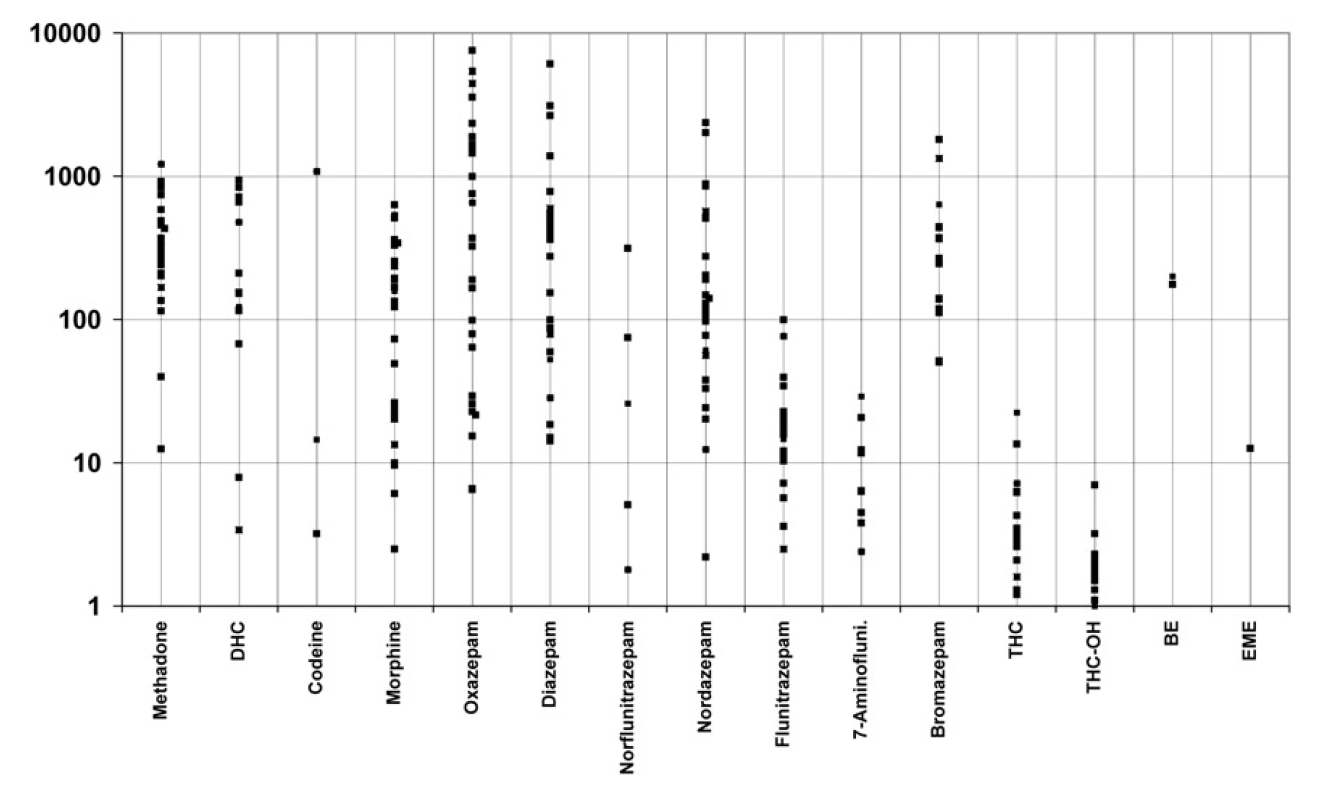 10000
1000
100
10
1
Methadone
DHC
Codeine
Morphine
Oxazepam
Diazepam
Norflunitrazepam
Nordazepam
Flunitrazepam
7-Aminofluni.
Bromazepam
THC
THC-OH
BE
EME